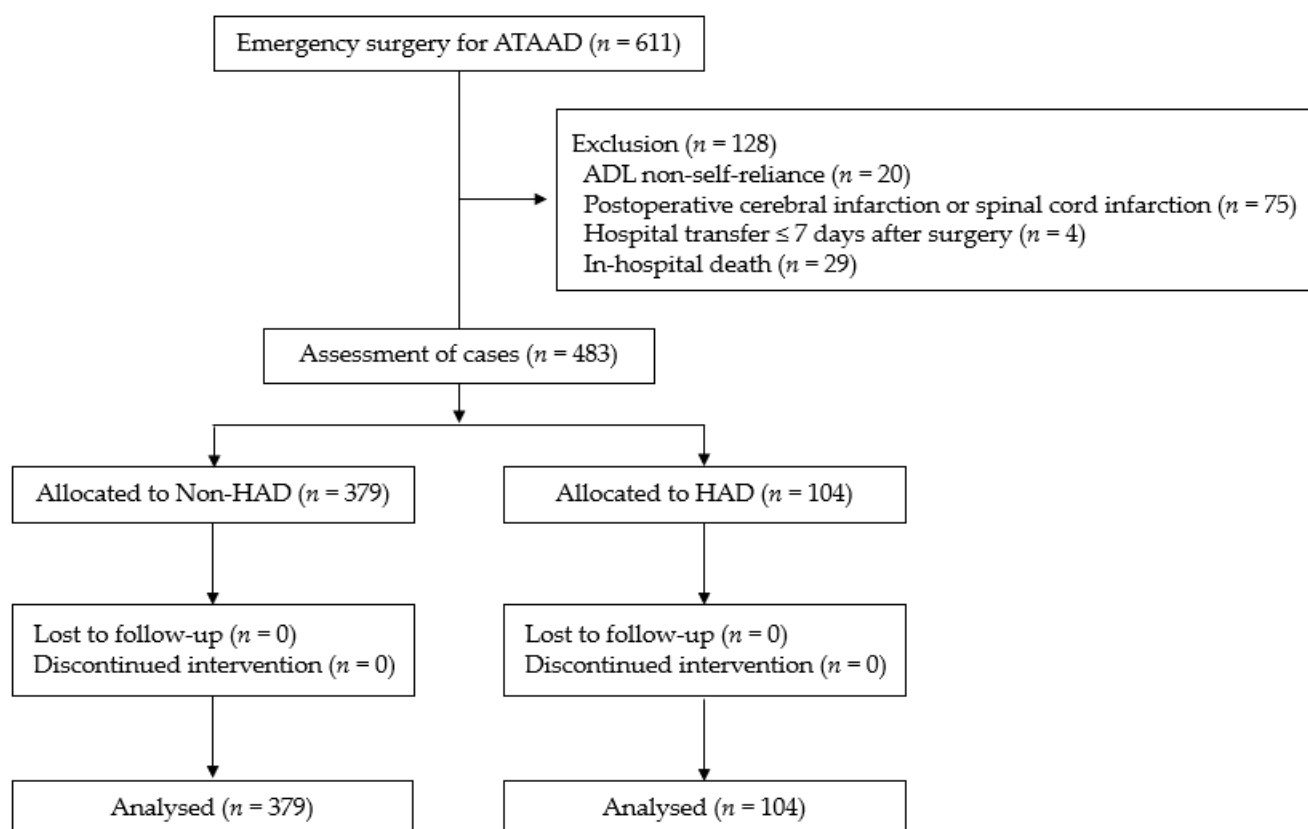 Emergency surgery for ATAAD (n = 611)
Exclusion (n = 128)
ADL non-self-reliance (n = 20)
Postoperative cerebral infarction or spinal cord infarction (n = 75)
Hospital transfer ≤ 7 days after surgery (n = 4)
In-hospital death (n = 29)
Assessment of cases (n = 483)
Allocated to Non-HAD (n = 379)
Allocated to HAD (n = 104)
Lost to follow-up (n = 0)
Discontinued intervention (n = 0)
Lost to follow-up (n = 0)
Discontinued intervention (n = 0)
Analysed (n = 379)
Analysed (n = 104)